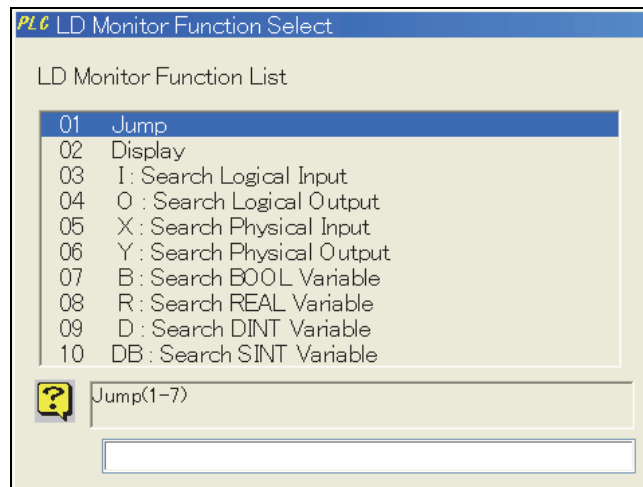 PLC LD Monitor Function Select
LD Monitor Function List
01 Jump
02 Display
03 I : Search Logical Input
04 O : Search Logical Output
05 X : Search Physical Input
06 Y : Search Physical Output
07 B : Search BOOL Variable
08 R : Search REAL Variable
09 D : Search DINT Variable
10 DB : Search SINT Variable
?
Jump(1-7)